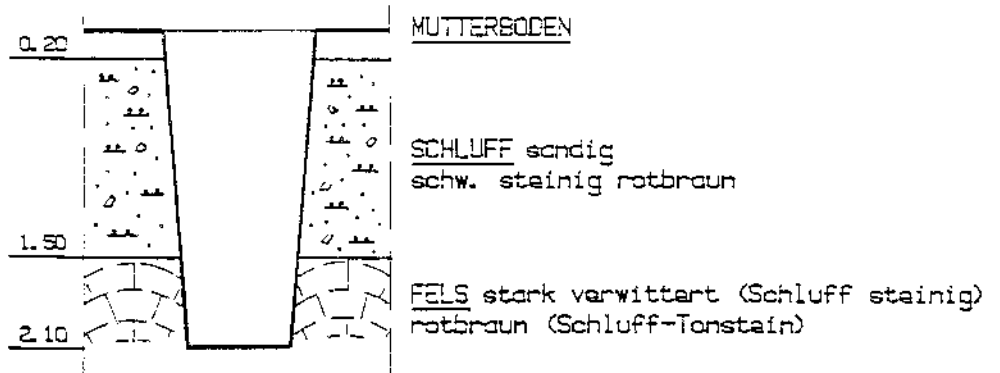 MUTTERBODEN
0.20
SCHLUFF sandig
schw. steinig rotbraun
1.50
FELS stark verwittert (Schluff steinig)
rotbraun (Schluff-Tonstein)
2.10